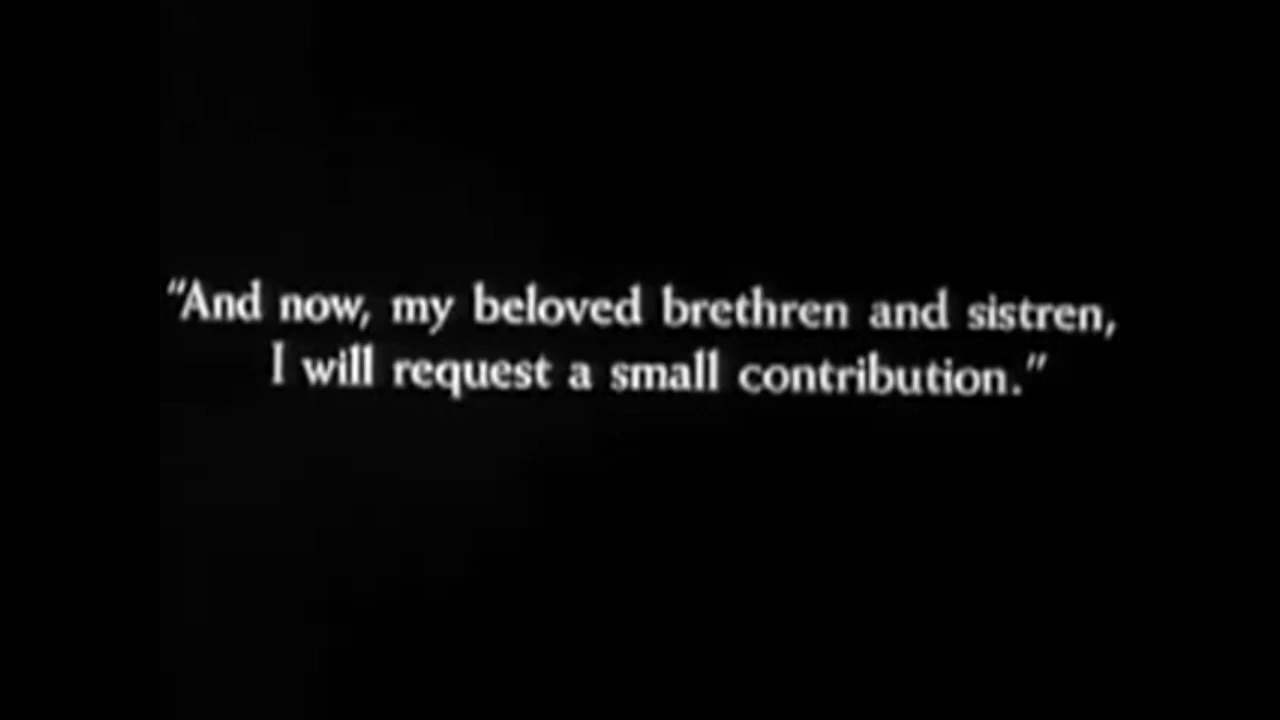 “And now, my beloved brethren and sistren,
I will request a small contribution.”